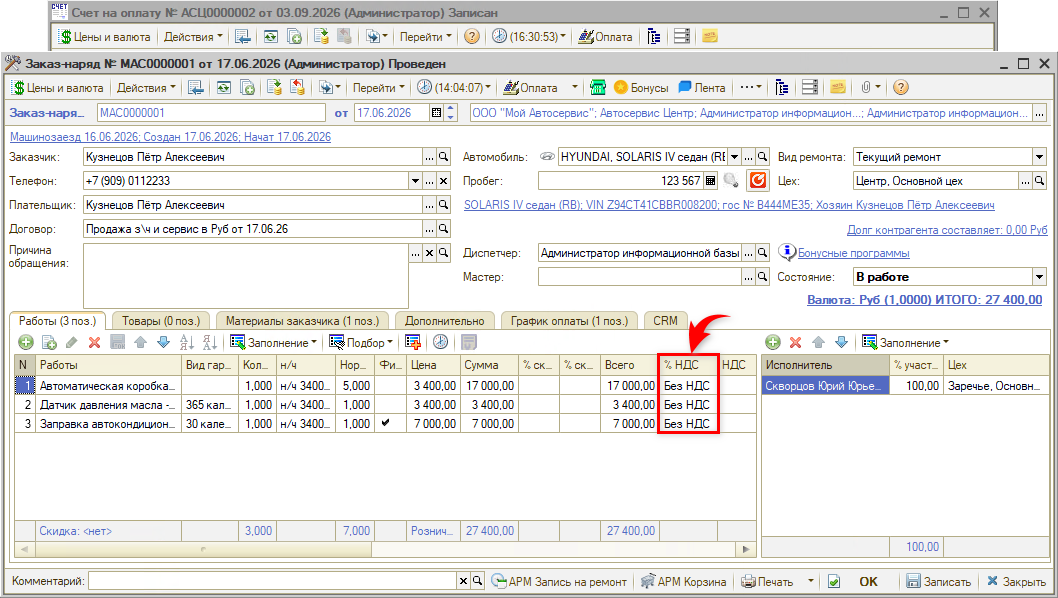 Счет на оплату № АСЦ0000002 от 03.09.2026 (Администратор) Записан
Цены и валюта Действия Перейти (16:30:53) Оплата
Заказ-наряд № МАС0000001 от 17.06.2026 (Администратор) Проведен
Цены и валюта Действия Перейти (14:04:07) Оплата Бонусы Лента
Заказ-наря... МАС0000001 от 17.06.2026 ООО "Мой Автосервис"; Автосервис Центр; Администратор информацион...; Администратор информацион...
Машинозаезд 16.06.2026; Создан 17.06.2026; Начат 17.06.2026
Заказчик: Кузнецов Пётр Алексеевич Автомобиль: HYUNDAI, SOLARIS IV седан (RE Вид ремонта: Текущий ремонт
Телефон: +7 (909) 0112233 Пробег: 123 567 Цех: Центр, Основной цех
Плательщик: Кузнецов Пётр Алексеевич SOLARIS IV седан (RB); VIN Z94CT41CBBR008200; гос № B444ME35; Хозяин Кузнецов Пётр Алексеевич
Договор: Продажа з\ч и сервис в Руб от 17.06.26 Долг контрагента составляет: 0,00 Руб
Причина обращения: Диспетчер: Администратор информационной базы Бонусные программы
Мастер: Состояние: В работе
Валюта: Руб (1,0000) ИТОГО: 27 400,00
Работы (3 поз.) Товары (0 поз.) Материалы заказчика (1 поз.) Дополнительно График оплаты (1 поз.) CRM
Заполнение Подбор Заполнение
N Работы Вид гар... Кол... н/ч Нор... Фи... Цена Сумма % ск... % ск... Всего % НДС НДС Исполнитель % участ... Цех
1 Автоматическая коробка... 1,000 н/ч 3400... 5,000 3 400,00 17 000,00 17 000,00 Без НДС Скворцов Юрий Юрье... 100,00 Заречье, Основн...
2 Датчик давления масла -... 365 кал... 1,000 н/ч 3400... 1,000 3 400,00 3 400,00 3 400,00 Без НДС
3 Заправка автокондицион... 30 кале... 1,000 н/ч 3400... 1,000 7 000,00 7 000,00 7 000,00 Без НДС
Скидка: <нет> 3,000 7,000 Рознич... 27 400,00 27 400,00
100,00
Комментарий: АРМ Запись на ремонт АРМ Корзина Печать OK Записать Закрыть